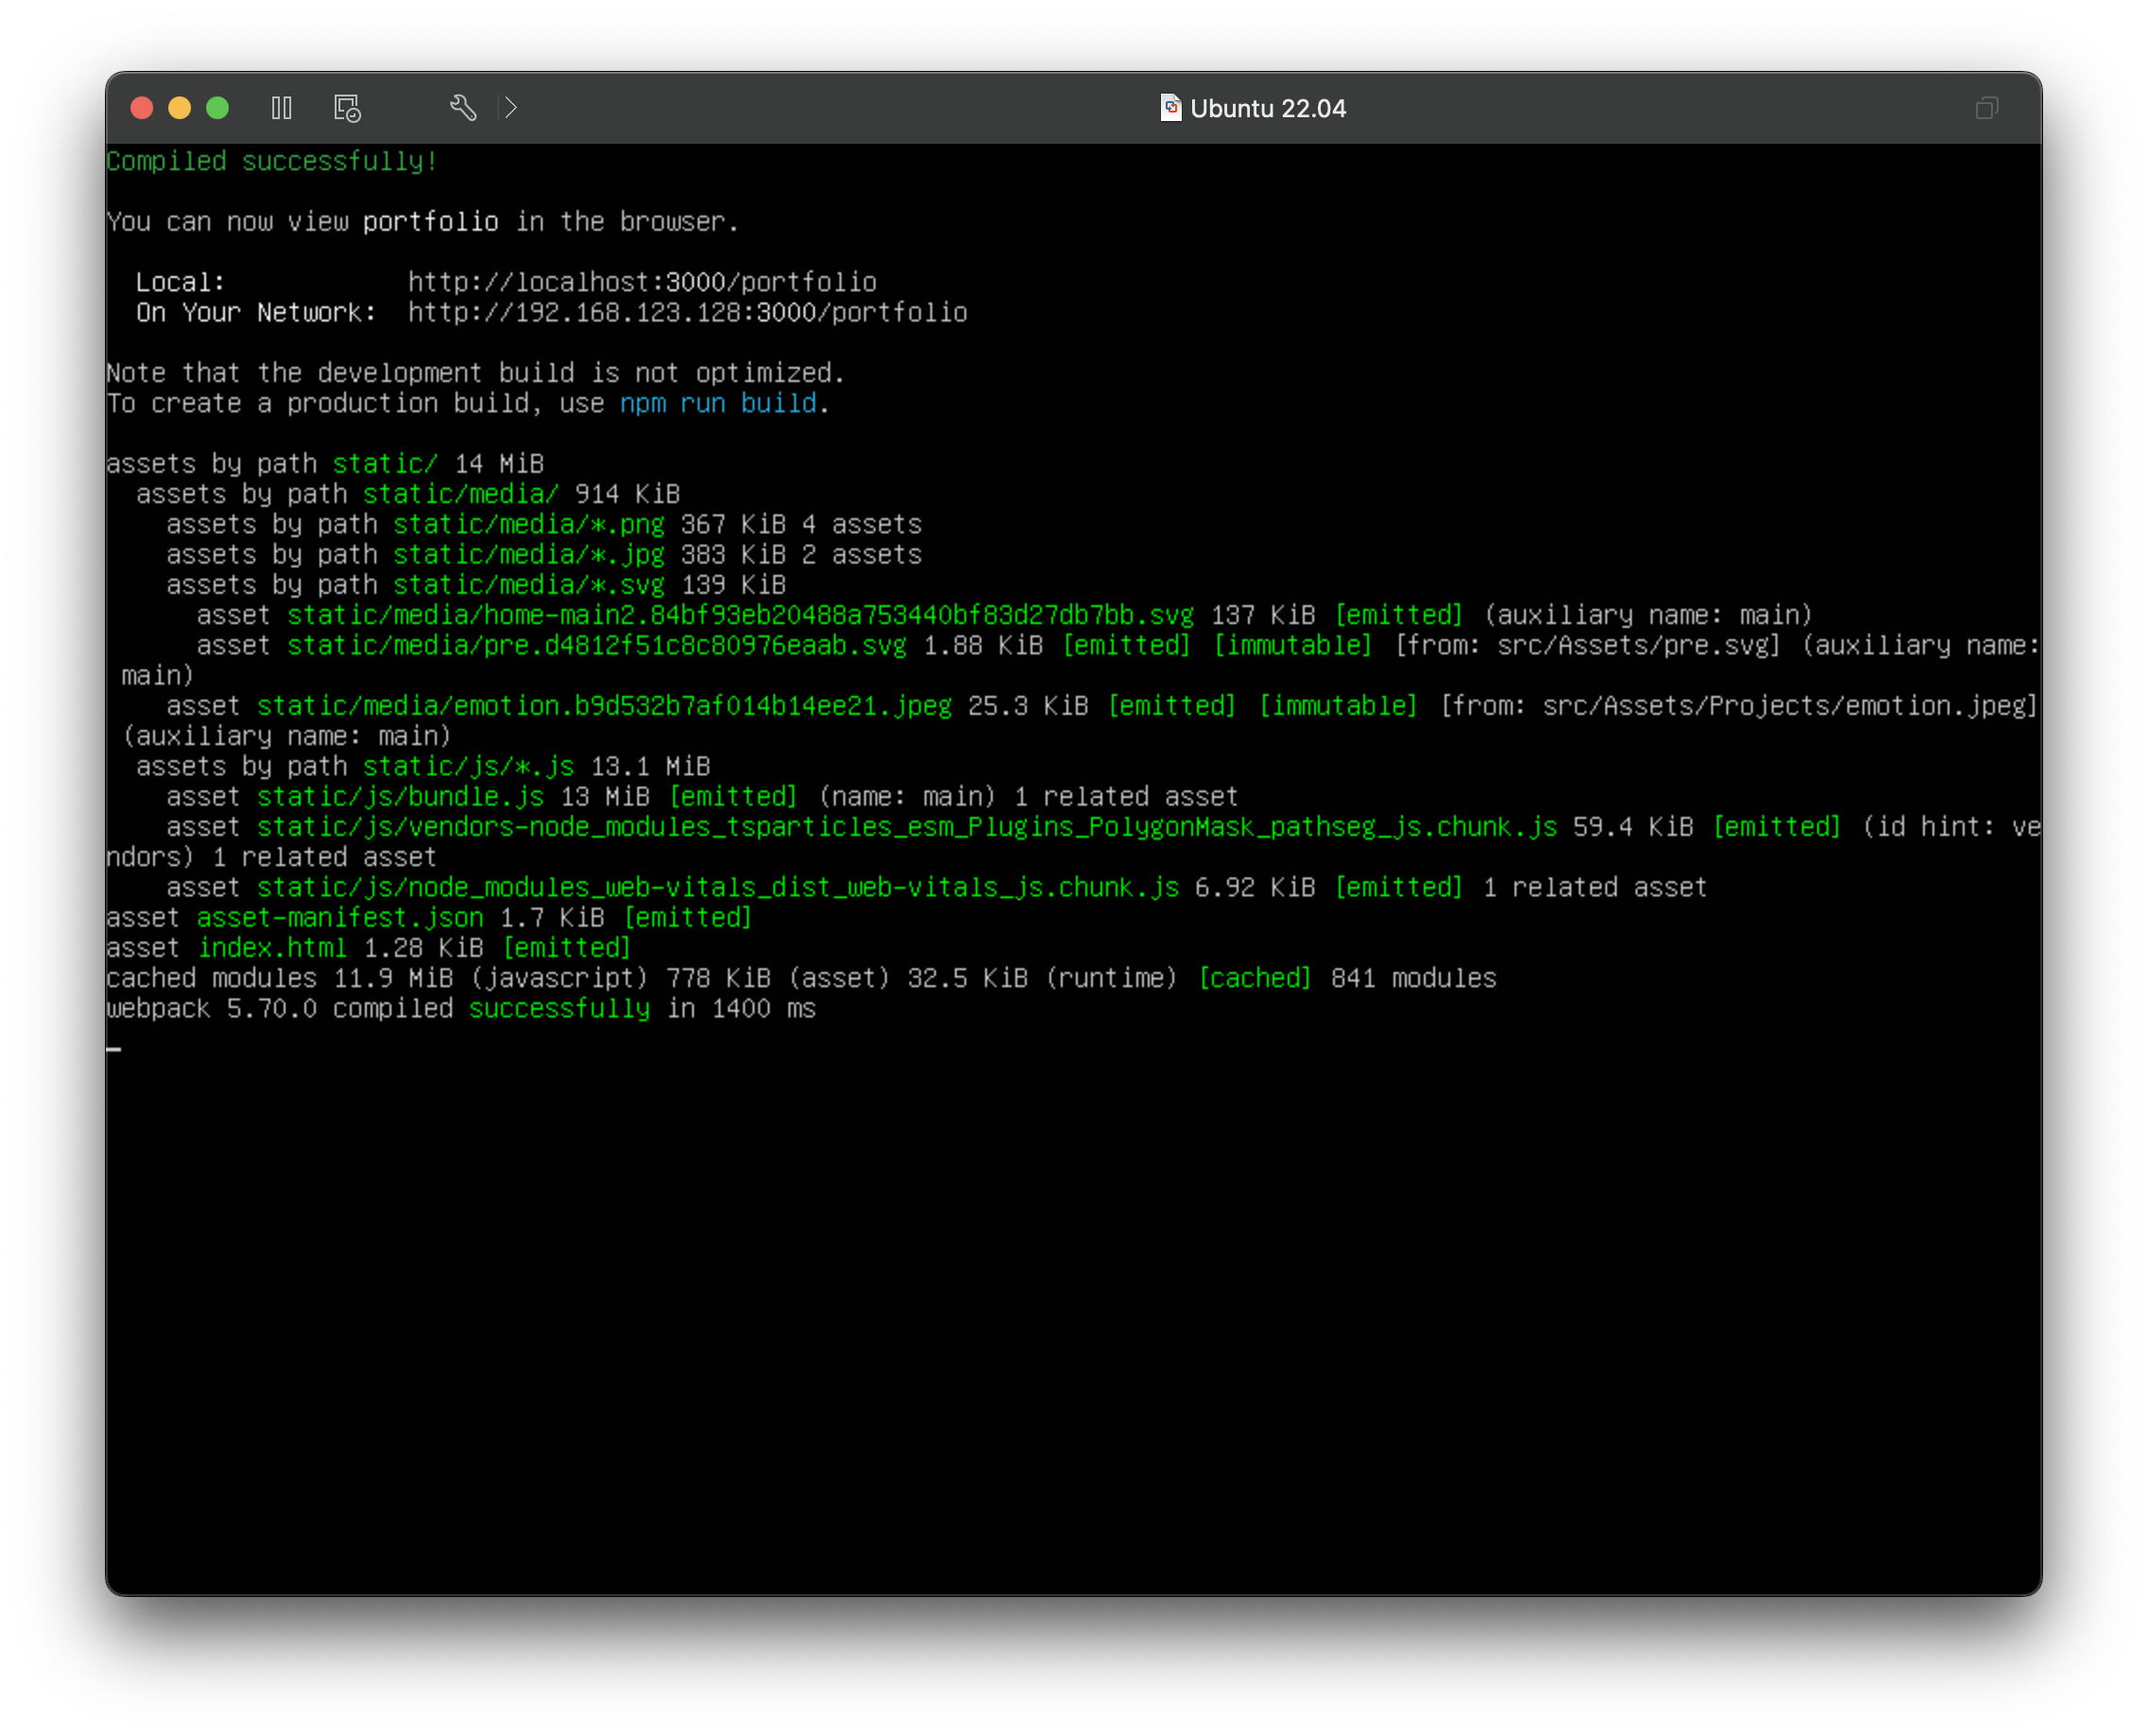 Ubuntu 22.04
Compiled successfully!
You can now view portfolio in the browser.
Local:            http://localhost:3000/portfolio
On Your Network:  http://192.168.123.128:3000/portfolio
Note that the development build is not optimized.
To create a production build, use npm run build.
assets by path static/ 14 MiB
  assets by path static/media/ 914 KiB
    assets by path static/media/*.png 367 KiB 4 assets
    assets by path static/media/*.jpg 383 KiB 2 assets
    assets by path static/media/*.svg 139 KiB
      asset static/media/home-main2.84bf93eb20488a753440bf83d27db7bb.svg 137 KiB [emitted] (auxiliary name: main)
      asset static/media/pre.d4812f51c8c80976eaab.svg 1.88 KiB [emitted] [immutable] [from: src/Assets/pre.svg] (auxiliary name:
 main)
    asset static/media/emotion.b9d532b7af014b14ee21.jpeg 25.3 KiB [emitted] [immutable] [from: src/Assets/Projects/emotion.jpeg]
 (auxiliary name: main)
  assets by path static/js/*.js 13.1 MiB
    asset static/js/bundle.js 13 MiB [emitted] (name: main) 1 related asset
    asset static/js/vendors-node_modules_tsparticles_esm_Plugins_PolygonMask_pathseg_js.chunk.js 59.4 KiB [emitted] (id hint: ve
ndors) 1 related asset
    asset static/js/node_modules_web-vitals_dist_web-vitals_js.chunk.js 6.92 KiB [emitted] 1 related asset
asset asset-manifest.json 1.7 KiB [emitted]
asset index.html 1.28 KiB [emitted]
cached modules 11.9 MiB (javascript) 778 KiB (asset) 32.5 KiB (runtime) [cached] 841 modules
webpack 5.70.0 compiled successfully in 1400 ms